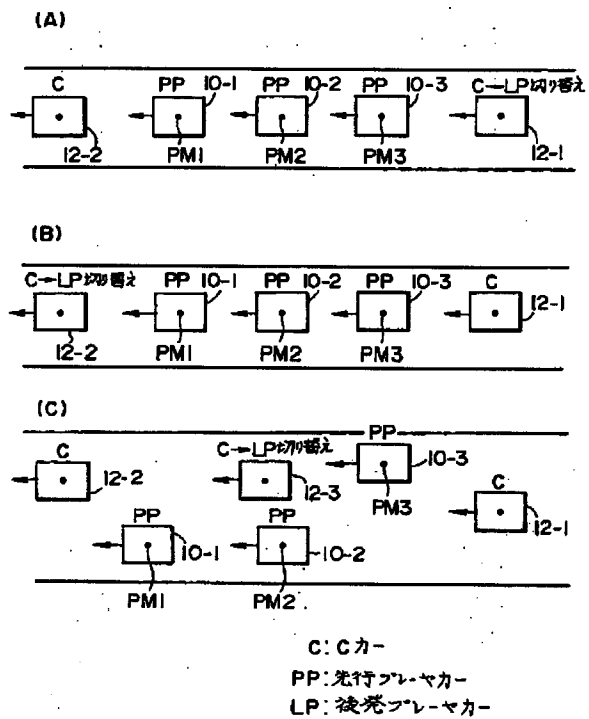 (A)
C PP 10-1 PP 10-2 PP 10-3 C→LP切り替え
12-2 PM1 PM2 PM3 12-1
(B)
C→LP切り替え PP 10-1 PP 10-2 PP 10-3 C
12-2 PM1 PM2 PM3 12-1
(C)
PP
C 12-2 C→LP切り替え 12-3 10-3
PM3 C
PP PP 12-1
10-1 10-2
PM1 PM2
C:Cカー
PP:先行プレーヤカー
LP:後発プレーヤカー